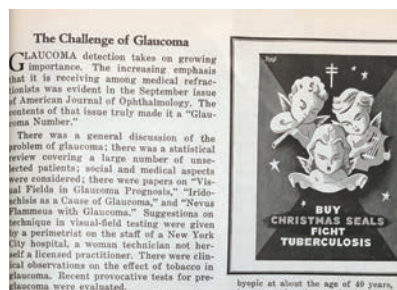 The Challenge of Glaucoma
GLAUCOMA detection takes on growing
importance. The increasing emphasis
that it is receiving among medical refrac-
tionists was evident in the September issue
of American Journal of Ophthalmology. The
contents of that issue truly made it a "Glau-
coma Number."
There was a general discussion of the
problem of glaucoma; there was a statistical
review covering a large number of unse-
lected patients; social and medical aspects
were considered; there were papers on "Vis-
ual Fields in Glaucoma Prognosis," "Irido-
schisis as a Cause of Glaucoma," and "Nevus
Flammeus with Glaucoma." Suggestions on
technique in visual-field testing were given
by a perimetrist on the staff of a New York
City hospital, a woman technician not her-
self a licensed practitioner. There were clin-
ical observations on the effect of tobacco in
glaucoma. Recent provocative tests for pre-
glaucoma were evaluated.
BUY
CHRISTMAS SEALS
FIGHT
TUBERCULOSIS
byopic at about the age of 40 years,